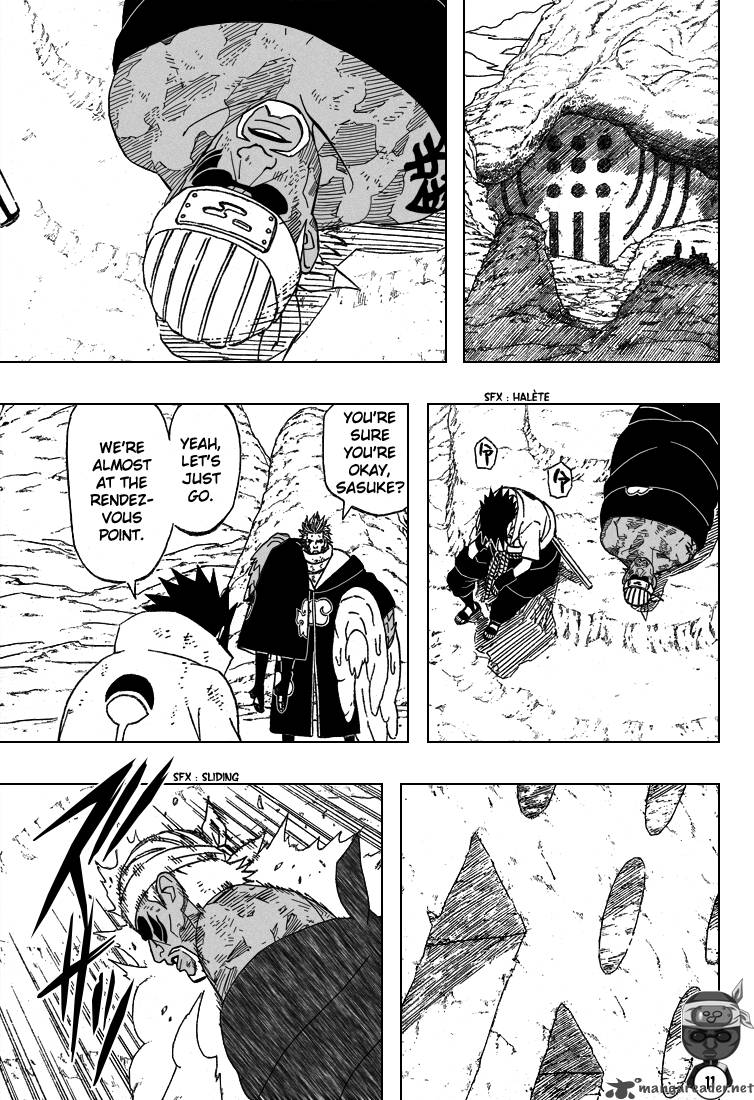 SFX : HALÈTE
YOU'RE
SURE
YOU'RE
OKAY,
SASUKE?
YEAH,
LET'S
JUST
GO.
WE'RE
ALMOST
AT THE
RENDEZ-
VOUS
POINT.
SFX : SLIDING
11
mangareader.net